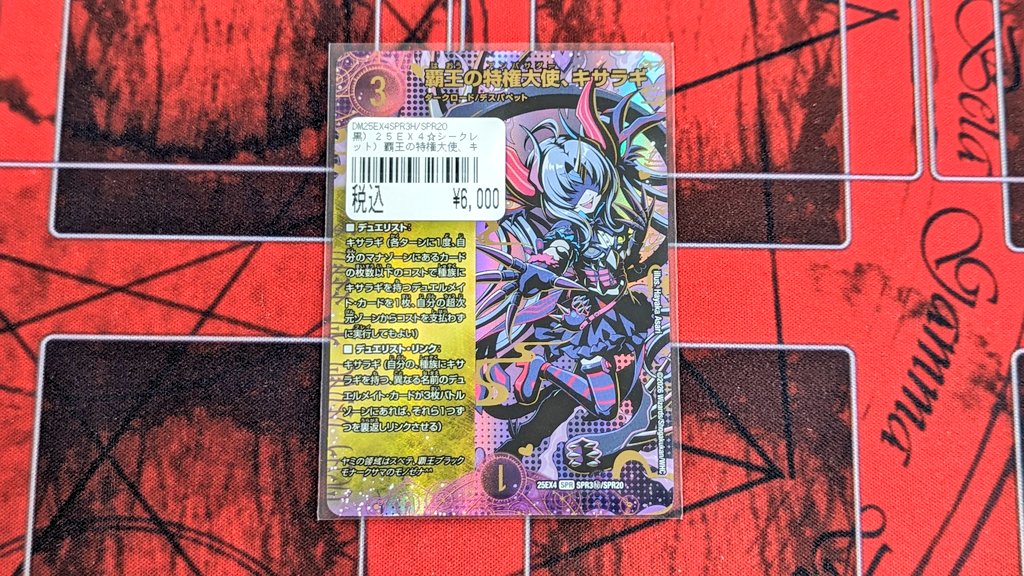 3
覇王の特権大使、キサラギ
ダークロード/デスパペット
DM25EX4SPR3H/SPR20
黒) 25EX4☆シークレ
ット) 覇王の特権大使、キ
税込 ¥6,000
■ デュエリスト:
キサラギ (各ターンに1度、自
分のマナゾーンにあるカード
の枚数以下のコストで種族に
キサラギを持つデュエルメイ
ト・カードを1枚、自分の超次
元ゾーンからコストを支払わず
に実行してもよい)
■ デュエリスト・リンク:
キサラギ (自分の、種族にキサ
ラギを持つ、異なる名前のデュ
エルメイト・カードが3枚バトル
ゾーンにあれば、それら1つず
つを裏返しリンクさせる)
ヤミの領域はスベテ、覇王ブラック
モナークサマのモノゼナ…
1
25EX4 SPR SPR3㊙/SPR20
Beta
Gamma